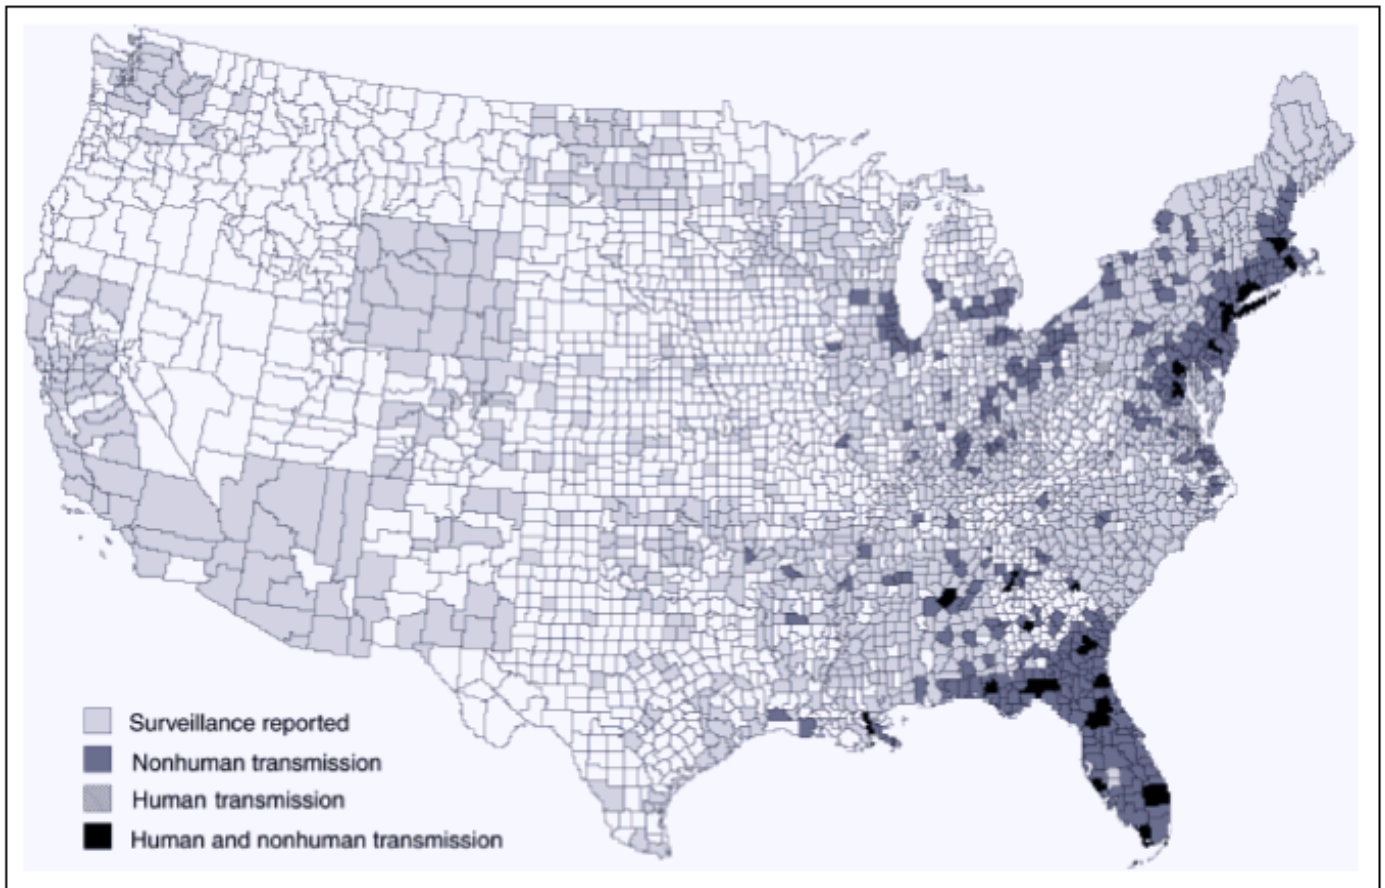 Surveillance reported
Nonhuman transmission
Human transmission
Human and nonhuman transmission